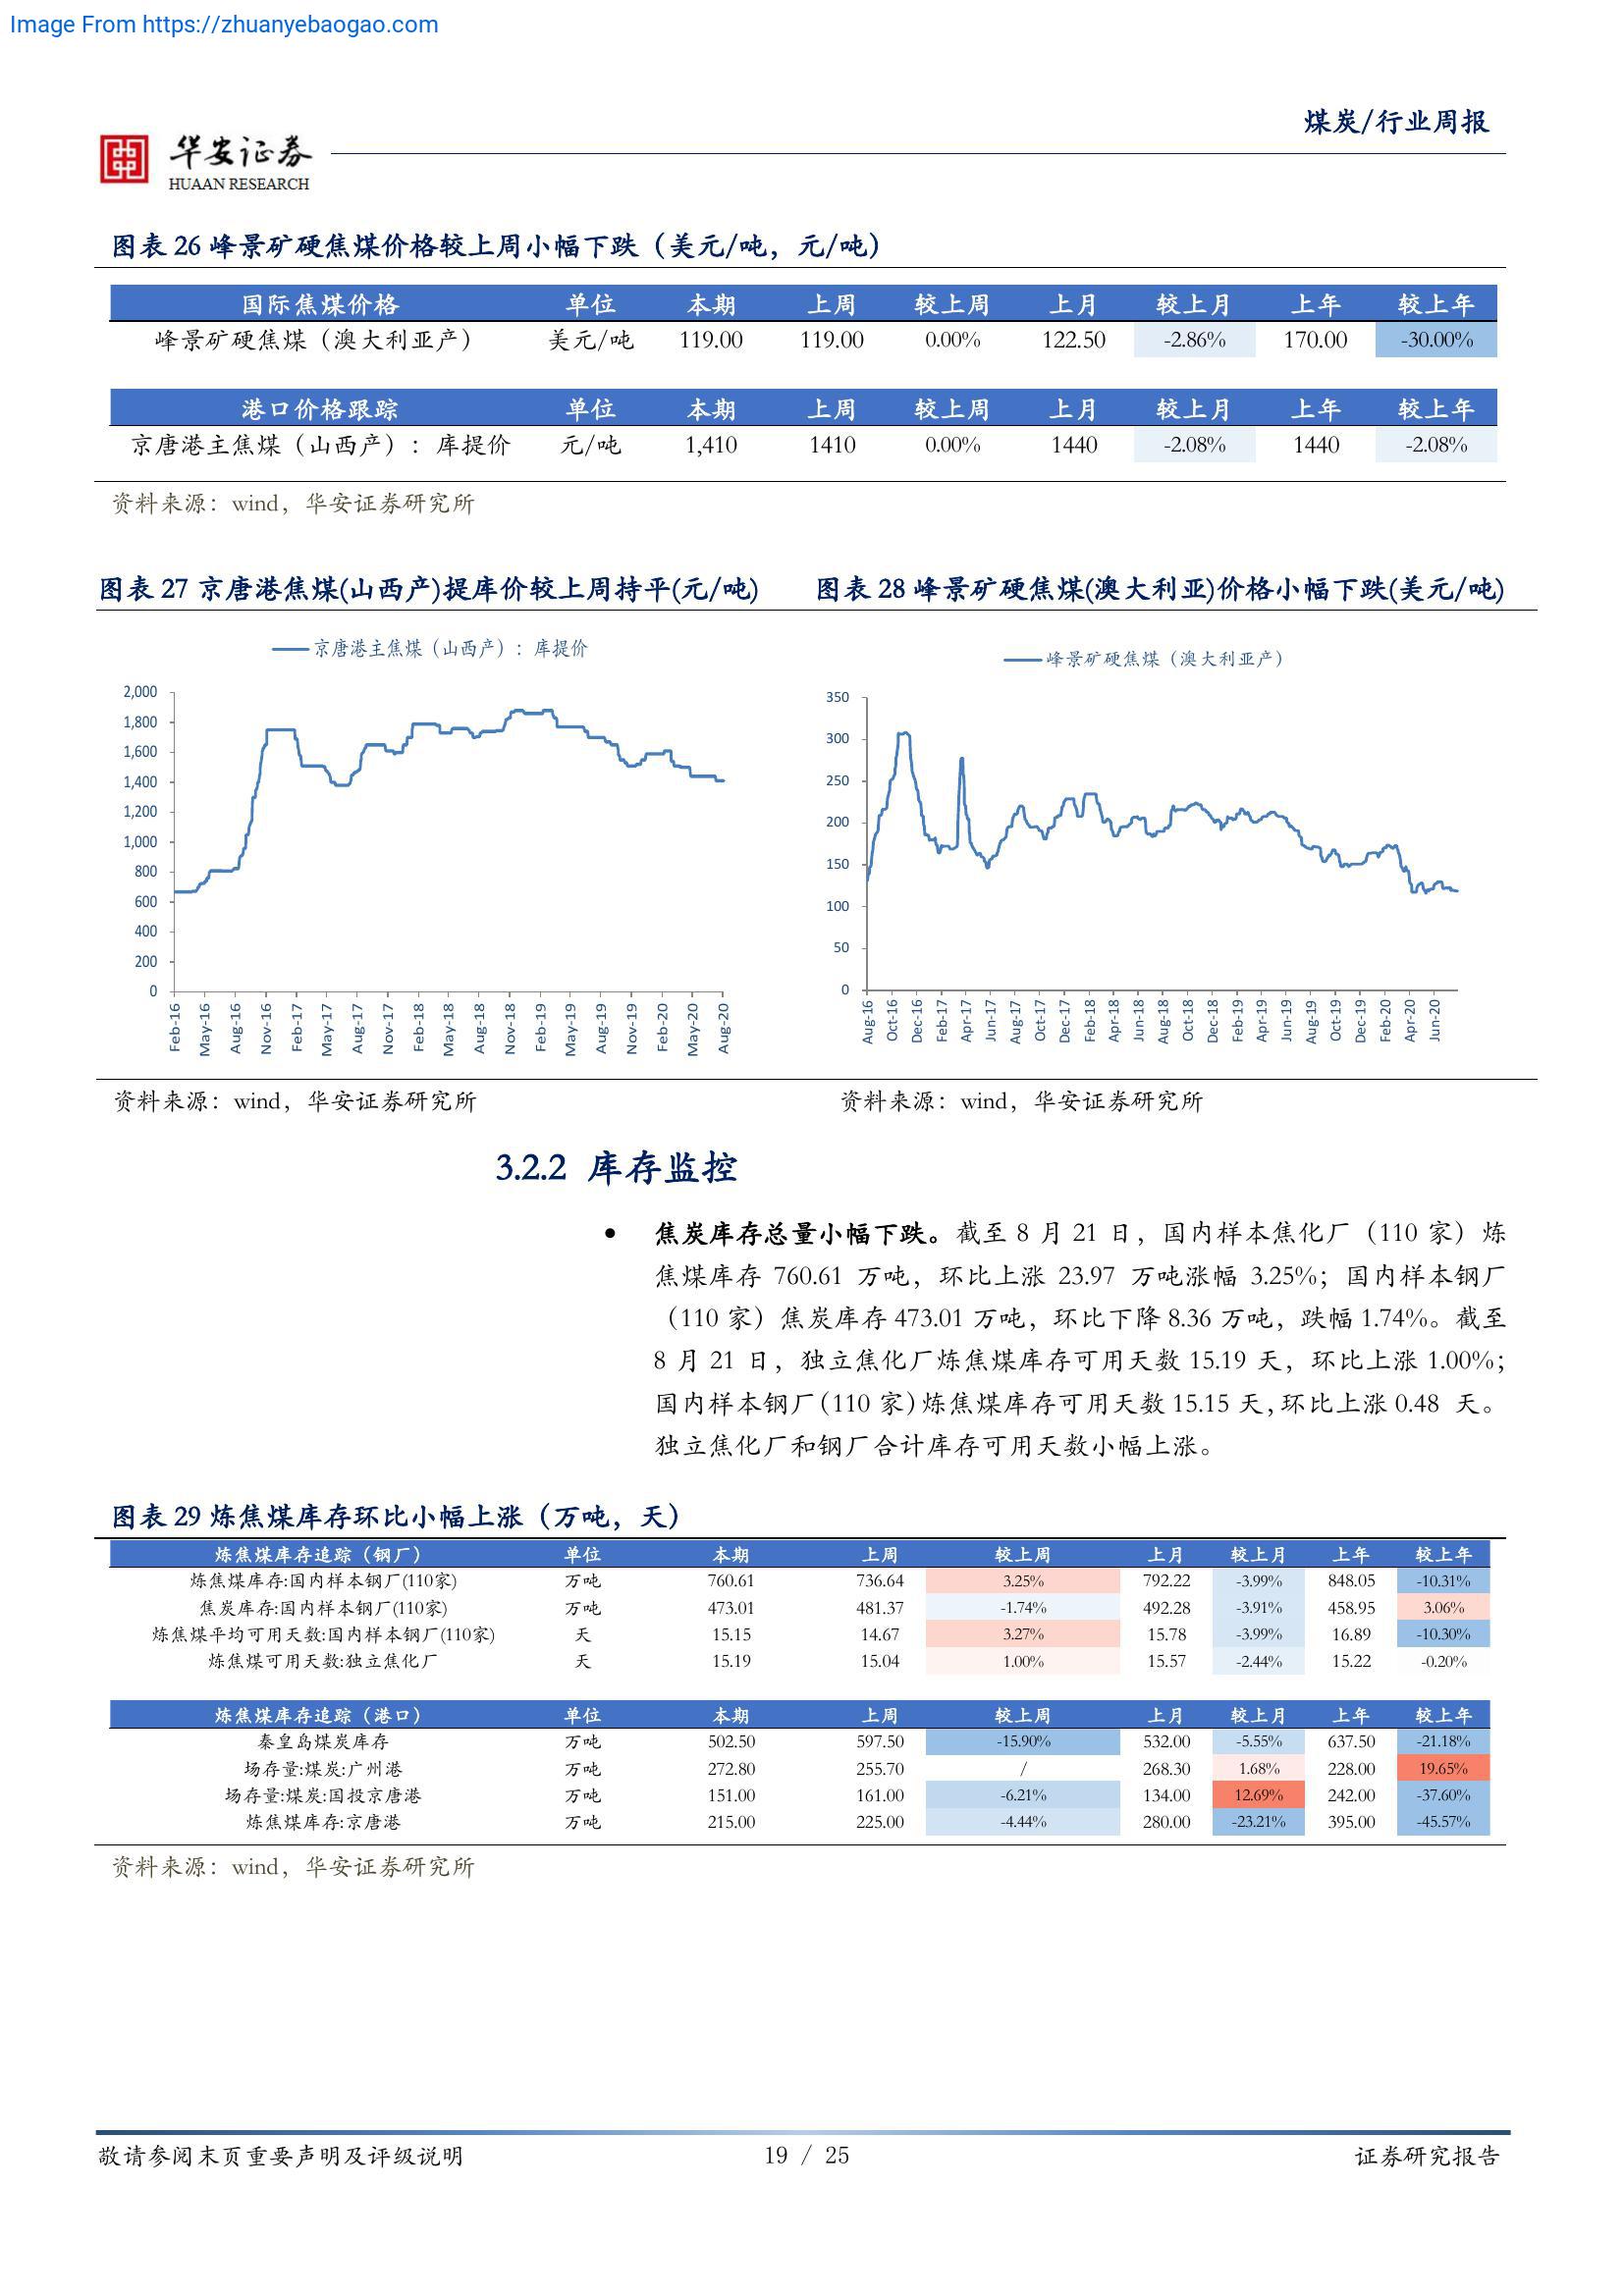 Image From https://zhuanyebaogao.com
煤炭/行业周报
华安证券
HUAAN RESEARCH
图表 26 峰景矿硬焦煤价格较上周小幅下跌（美元/吨，元/吨）
国际焦煤价格 单位 本期 上周 较上周 上月 较上月 上年 较上年
峰景矿硬焦煤（澳大利亚产） 美元/吨 119.00 119.00 0.00% 122.50 -2.86% 170.00 -30.00%
港口价格跟踪 单位 本期 上周 较上周 上月 较上月 上年 较上年
京唐港主焦煤（山西产）：库提价 元/吨 1,410 1410 0.00% 1440 -2.08% 1440 -2.08%
资料来源：wind，华安证券研究所
图表 27 京唐港焦煤(山西产)提库价较上周持平(元/吨)
京唐港主焦煤（山西产）：库提价
2,000
1,800
1,600
1,400
1,200
1,000
800
600
400
200
0
Feb-16 May-16 Aug-16 Nov-16 Feb-17 May-17 Aug-17 Nov-17 Feb-18 May-18 Aug-18 Nov-18 Feb-19 May-19 Aug-19 Nov-19 Feb-20 May-20 Aug-20
资料来源：wind，华安证券研究所
图表 28 峰景矿硬焦煤(澳大利亚)价格小幅下跌(美元/吨)
峰景矿硬焦煤（澳大利亚产）
350
300
250
200
150
100
50
0
Aug-16 Oct-16 Dec-16 Feb-17 Apr-17 Jun-17 Aug-17 Oct-17 Dec-17 Feb-18 Apr-18 Jun-18 Aug-18 Oct-18 Dec-18 Feb-19 Apr-19 Jun-19 Aug-19 Oct-19 Dec-19 Feb-20 Apr-20 Jun-20
资料来源：wind，华安证券研究所
3.2.2 库存监控
● 焦炭库存总量小幅下跌。截至 8 月 21 日，国内样本焦化厂（110 家）炼
焦煤库存 760.61 万吨，环比上涨 23.97 万吨涨幅 3.25%；国内样本钢厂
（110 家）焦炭库存 473.01 万吨，环比下降 8.36 万吨，跌幅 1.74%。截至
8 月 21 日，独立焦化厂炼焦煤库存可用天数 15.19 天，环比上涨 1.00%；
国内样本钢厂（110 家）炼焦煤库存可用天数 15.15 天，环比上涨 0.48 天。
独立焦化厂和钢厂合计库存可用天数小幅上涨。
图表 29 炼焦煤库存环比小幅上涨（万吨，天）
炼焦煤库存追踪（钢厂） 单位 本期 上周 较上周 上月 较上月 上年 较上年
炼焦煤库存:国内样本钢厂(110家) 万吨 760.61 736.64 3.25% 792.22 -3.99% 848.05 -10.31%
焦炭库存:国内样本钢厂(110家) 万吨 473.01 481.37 -1.74% 492.28 -3.91% 458.95 3.06%
炼焦煤平均可用天数:国内样本钢厂(110家) 天 15.15 14.67 3.27% 15.78 -3.99% 16.89 -10.30%
炼焦煤可用天数:独立焦化厂 天 15.19 15.04 1.00% 15.57 -2.44% 15.22 -0.20%
炼焦煤库存追踪（港口） 单位 本期 上周 较上周 上月 较上月 上年 较上年
秦皇岛煤炭库存 万吨 502.50 597.50 -15.90% 532.00 -5.55% 637.50 -21.18%
场存量:煤炭:广州港 万吨 272.80 255.70 / 268.30 1.68% 228.00 19.65%
场存量:煤炭:国投京唐港 万吨 151.00 161.00 -6.21% 134.00 12.69% 242.00 -37.60%
炼焦煤库存:京唐港 万吨 215.00 225.00 -4.44% 280.00 -23.21% 395.00 -45.57%
资料来源：wind，华安证券研究所
敬请参阅末页重要声明及评级说明 19 / 25 证券研究报告